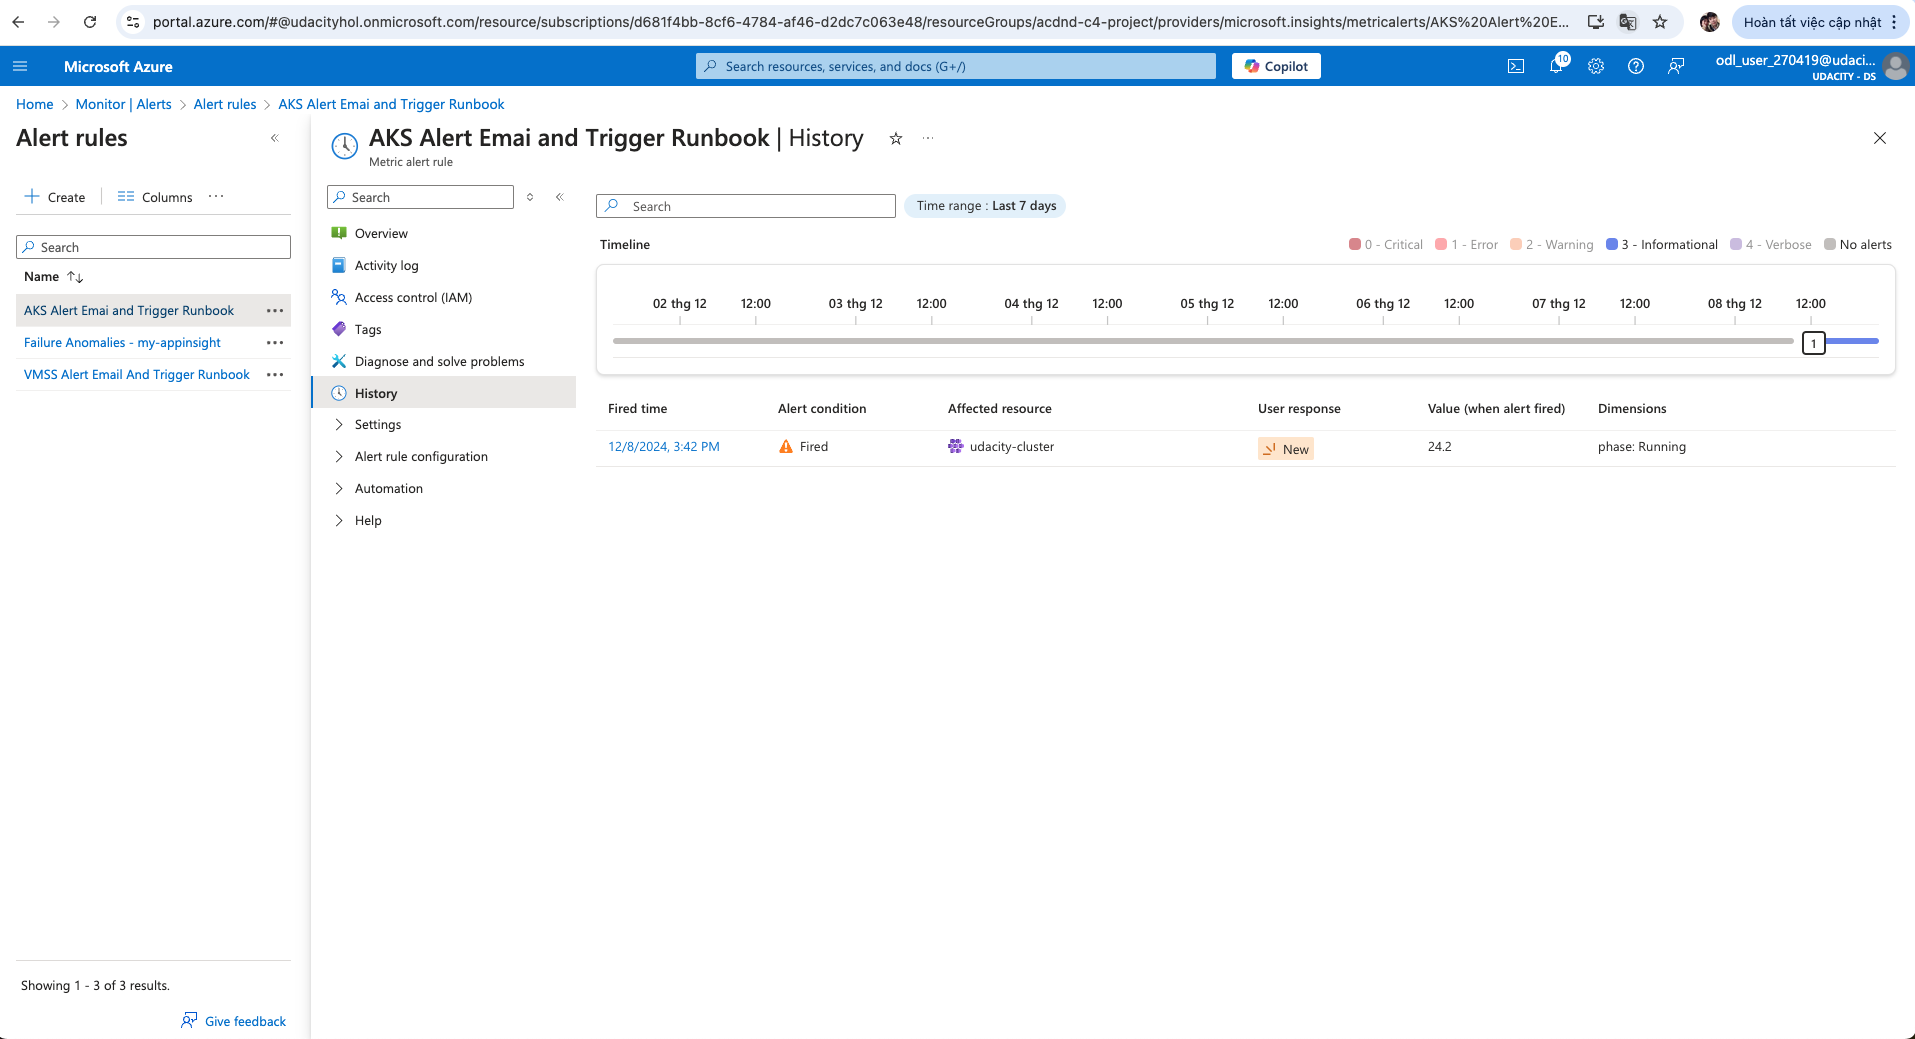 portal.azure.com/#@udacityhol.onmicrosoft.com/resource/subscriptions/d681f4bb-8cf6-4784-af46-d2dc7c063e48/resourceGroups/acdnd-c4-project/providers/microsoft.insights/metricalerts/AKS%20Alert%20E...
Hoàn tất việc cập nhật
Microsoft Azure
Search resources, services, and docs (G+/)
Copilot
10
odl_user_270419@udaci...
UDACITY - DS
Home > Monitor | Alerts > Alert rules > AKS Alert Emai and Trigger Runbook
Alert rules
Create
Columns
Search
Name
AKS Alert Emai and Trigger Runbook
Failure Anomalies - my-appinsight
VMSS Alert Email And Trigger Runbook
Showing 1 - 3 of 3 results.
Give feedback
AKS Alert Emai and Trigger Runbook | History
Metric alert rule
Search
Overview
Activity log
Access control (IAM)
Tags
Diagnose and solve problems
History
Settings
Alert rule configuration
Automation
Help
Search
Time range : Last 7 days
Timeline
0 - Critical
1 - Error
2 - Warning
3 - Informational
4 - Verbose
No alerts
02 thg 12 12:00 03 thg 12 12:00 04 thg 12 12:00 05 thg 12 12:00 06 thg 12 12:00 07 thg 12 12:00 08 thg 12 12:00
1
Fired time Alert condition Affected resource User response Value (when alert fired) Dimensions
12/8/2024, 3:42 PM Fired udacity-cluster New 24.2 phase: Running